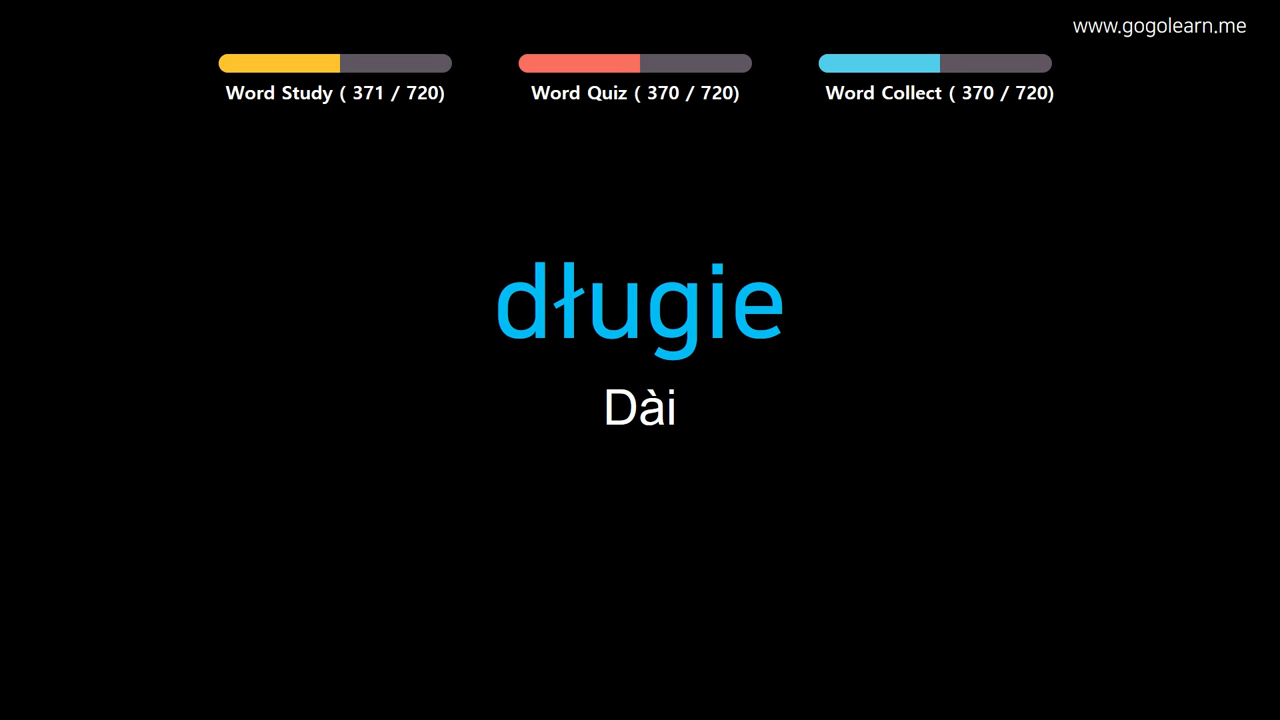 www.gogolearn.me
Word Study ( 371 / 720)
Word Quiz ( 370 / 720)
Word Collect ( 370 / 720)
długie
Dài